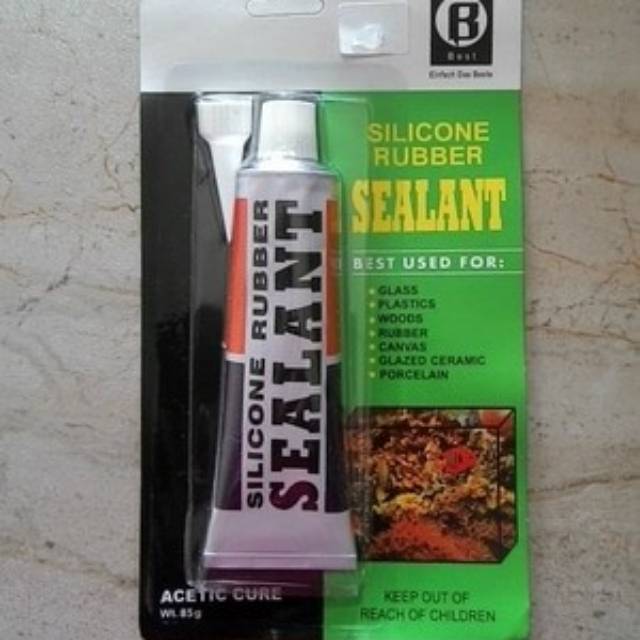 B
Best
Einfach Das Beste
SILICONE
RUBBER
SEALANT
BEST USED FOR:
GLASS
PLASTICS
WOODS
RUBBER
CANVAS
GLAZED CERAMIC
PORCELAIN
SILICONE RUBBER
SEALANT
ACETIC CURE
Wt. 85g
KEEP OUT OF
REACH OF CHILDREN